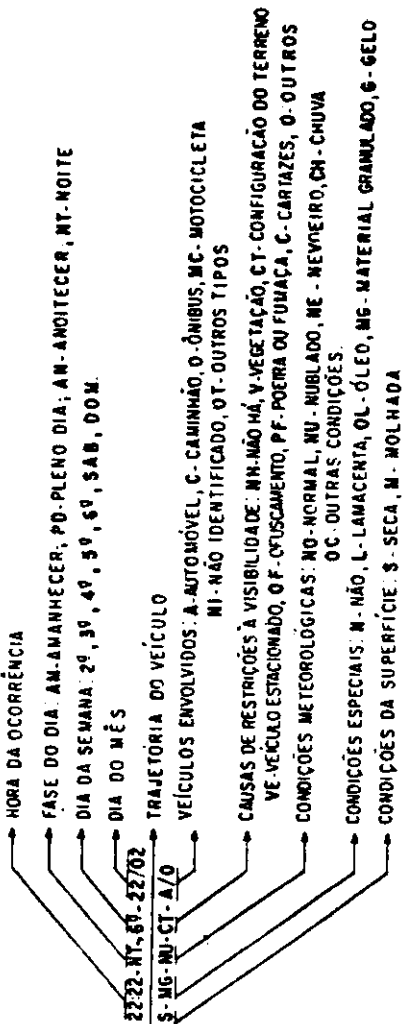 HORA DA OCORRÊNCIA
FASE DO DIA: AM-AMANHECER; PD-PLENO DIA; AN-ANOITECER; NT-NOITE
DIA DA SEMANA: 2ª, 3ª, 4ª, 5ª, 6ª, SAB, DOM.
DIA DO MÊS
22:22-NT-6ª-22/02
TRAJETÓRIA DO VEÍCULO
S-MG-NU-CT-A/O
VEÍCULOS ENVOLVIDOS: A-AUTOMÓVEL, C-CAMINHÃO, O-ÔNIBUS, MC-MOTOCICLETA
NI-NÃO IDENTIFICADO, OT-OUTROS TIPOS
CAUSAS DE RESTRIÇÕES À VISIBILIDADE: NH-NÃO HÁ, V-VEGETAÇÃO, CT-CONFIGURAÇÃO DO TERRENO
VE-VEÍCULO ESTACIONADO, OF-OFUSCAMENTO, PF-POEIRA OU FUMAÇA, C-CARTAZES, O-OUTROS
CONDIÇÕES METEOROLÓGICAS: NO-NORMAL, NU-NUBLADO, NE-NEVOEIRO, CH-CHUVA
OC-OUTRAS CONDIÇÕES.
CONDIÇÕES ESPECIAIS: N-NÃO, L-LAMACENTA, OL-ÓLEO, MG-MATERIAL GRANULADO, G-GELO
CONDIÇÕES DA SUPERFÍCIE: S-SECA, M-MOLHADA